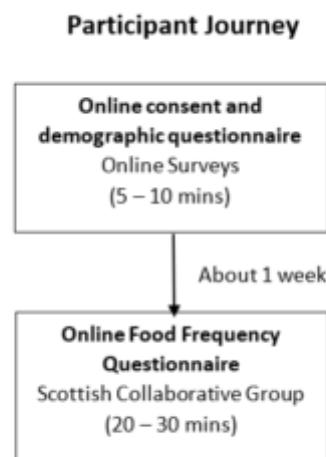 Participant Journey
Online consent and
demographic questionnaire
Online Surveys
(5 – 10 mins)
About 1 week
Online Food Frequency
Questionnaire
Scottish Collaborative Group
(20 – 30 mins)